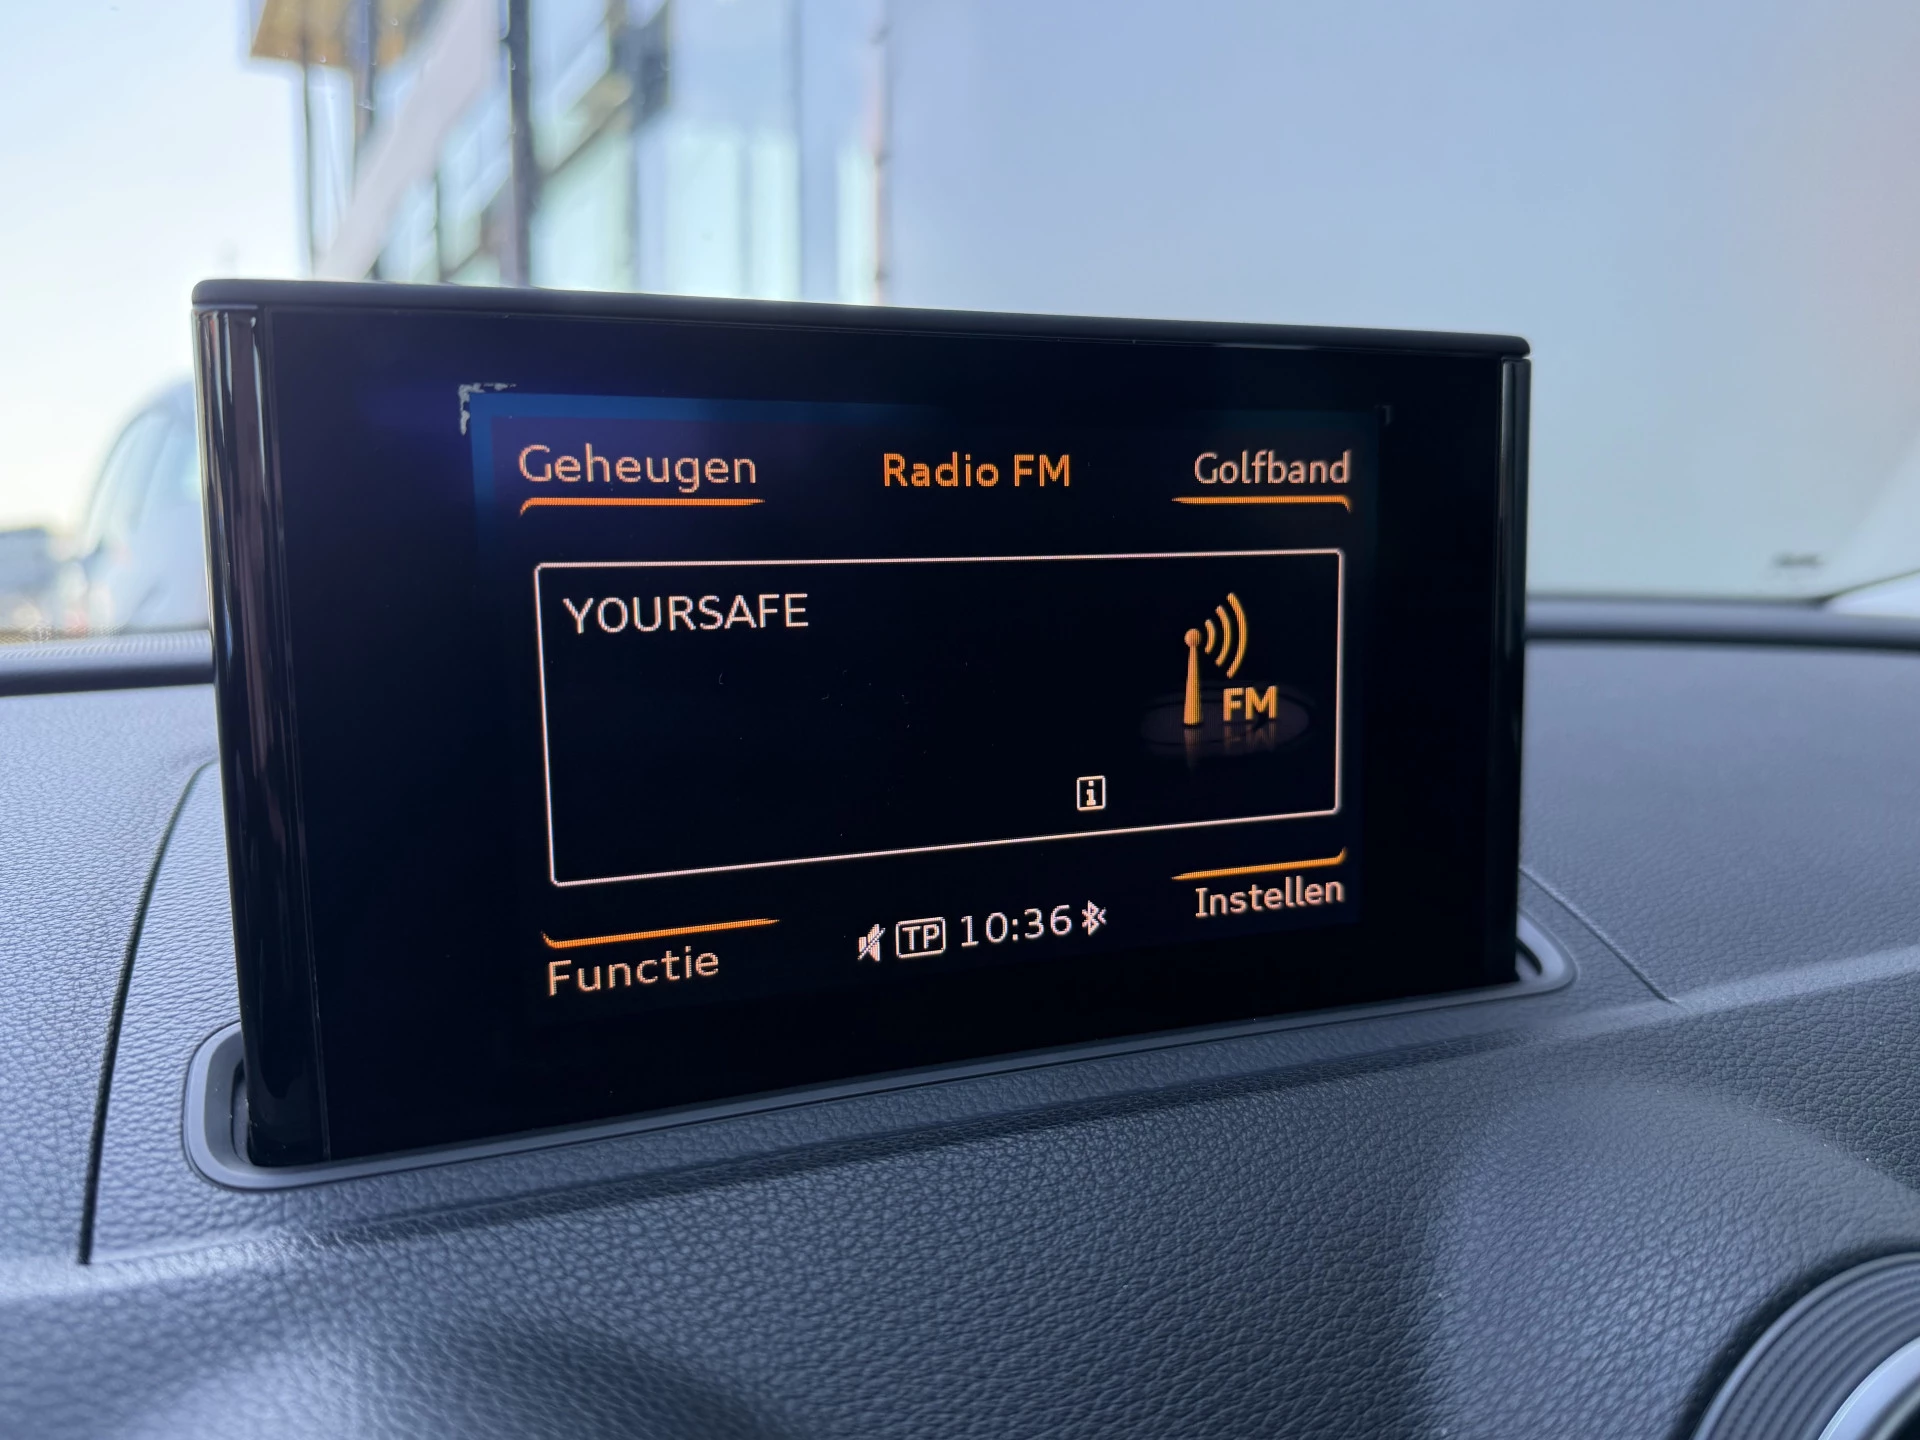 Geheugen Radio FM Golfband
YOURSAFE
FM
i
Instellen
TP 10:36
Functie